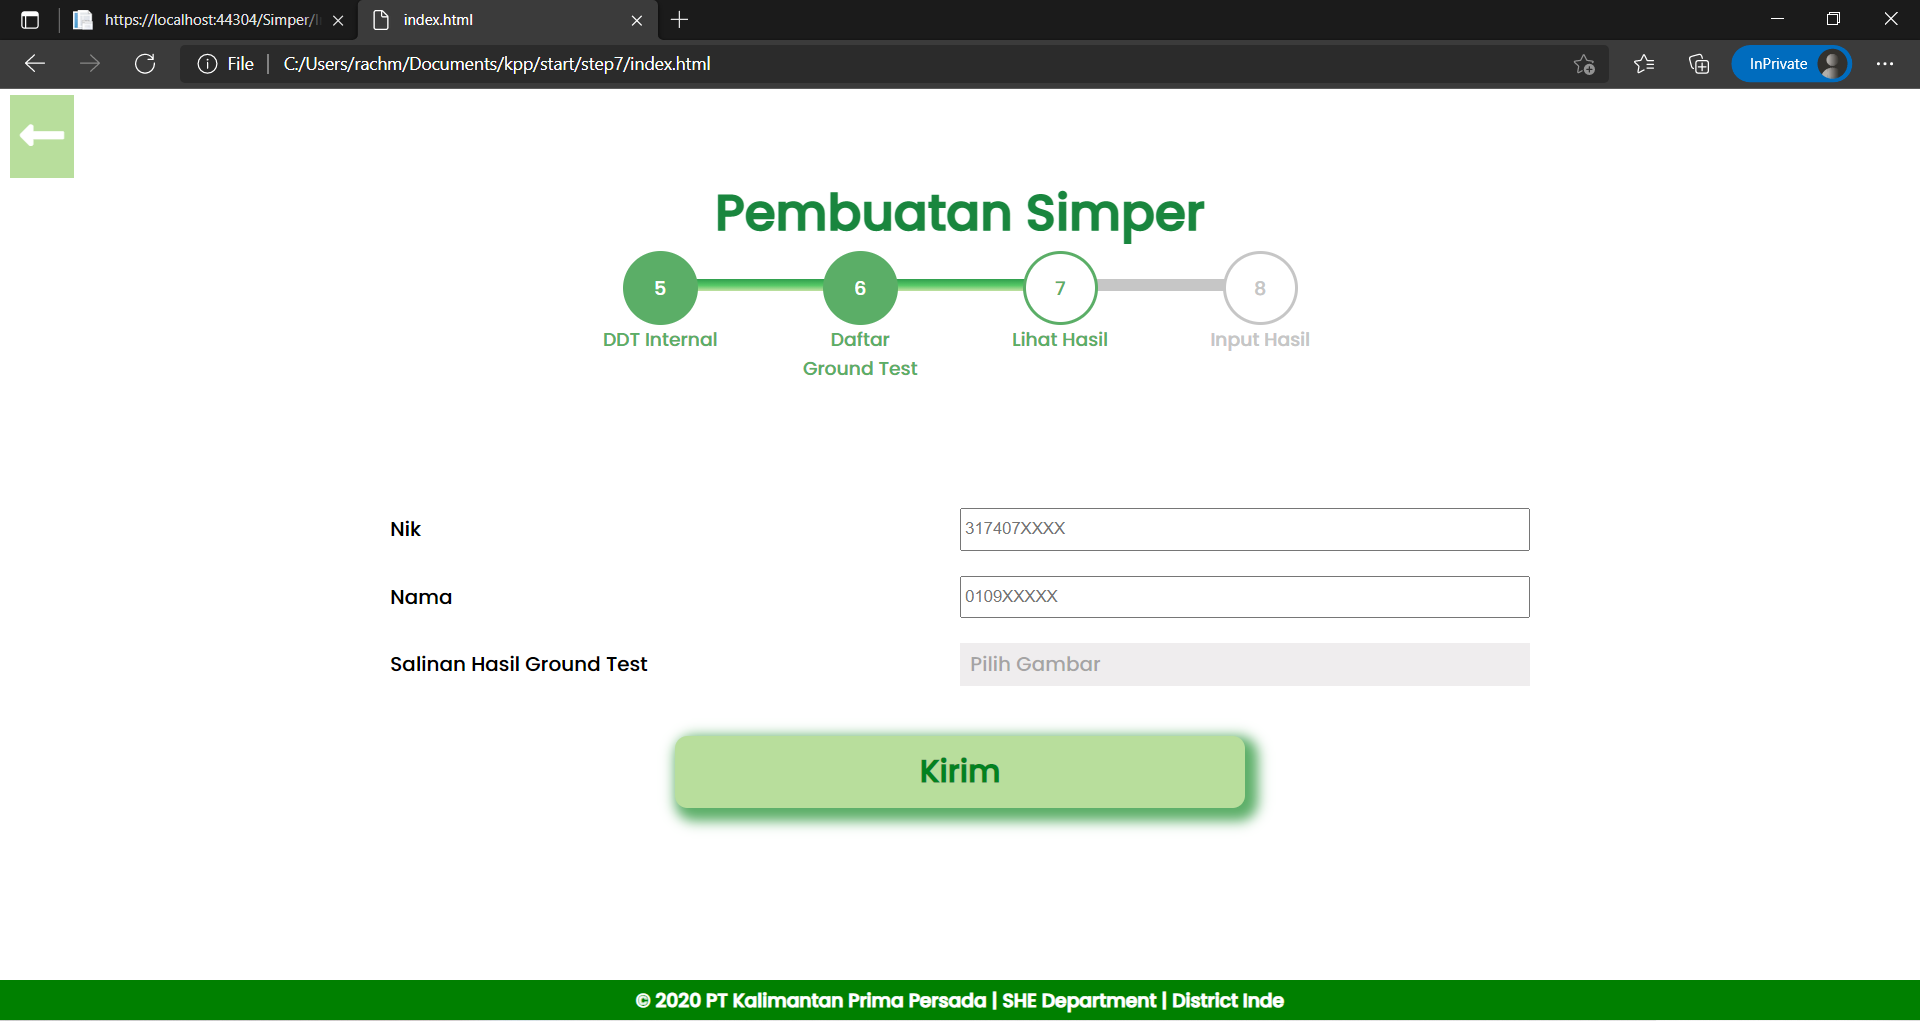 https://localhost:44304/Simper/
index.html
File
C:/Users/rachm/Documents/kpp/start/step7/index.html
InPrivate
Pembuatan Simper
5
6
7
8
DDT Internal
Daftar
Ground Test
Lihat Hasil
Input Hasil
Nik
317407XXXX
Nama
0109XXXXX
Salinan Hasil Ground Test
Pilih Gambar
Kirim
© 2020 PT Kalimantan Prima Persada | SHE Department | District Inde